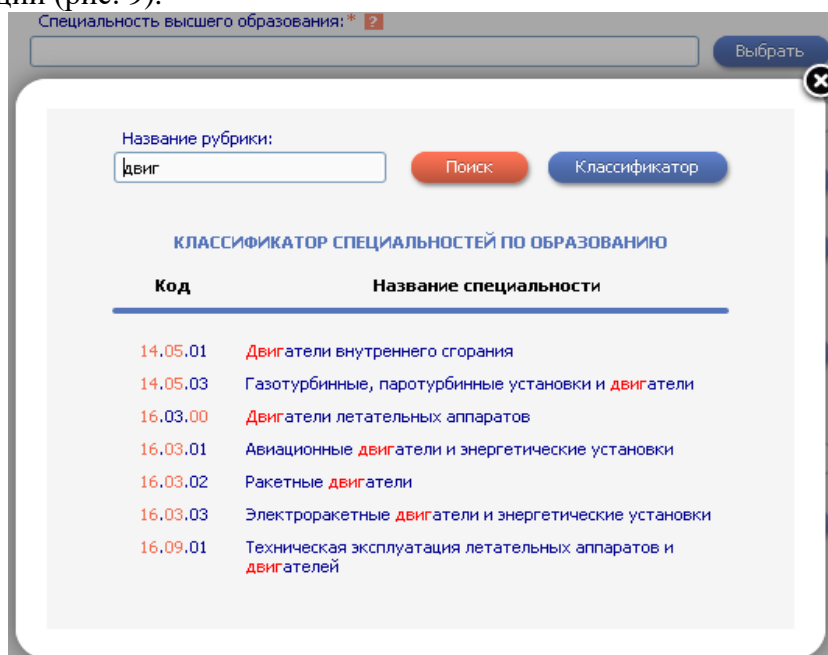 ции (рис. 9).
Специальность высшего образования:* ?
Выбрать
Название рубрики:
двиг Поиск Классификатор
КЛАССИФИКАТОР СПЕЦИАЛЬНОСТЕЙ ПО ОБРАЗОВАНИЮ
Код Название специальности
14.05.01 Двигатели внутреннего сгорания
14.05.03 Газотурбинные, паротурбинные установки и двигатели
16.03.00 Двигатели летательных аппаратов
16.03.01 Авиационные двигатели и энергетические установки
16.03.02 Ракетные двигатели
16.03.03 Электроракетные двигатели и энергетические установки
16.09.01 Техническая эксплуатация летательных аппаратов и
двигателей